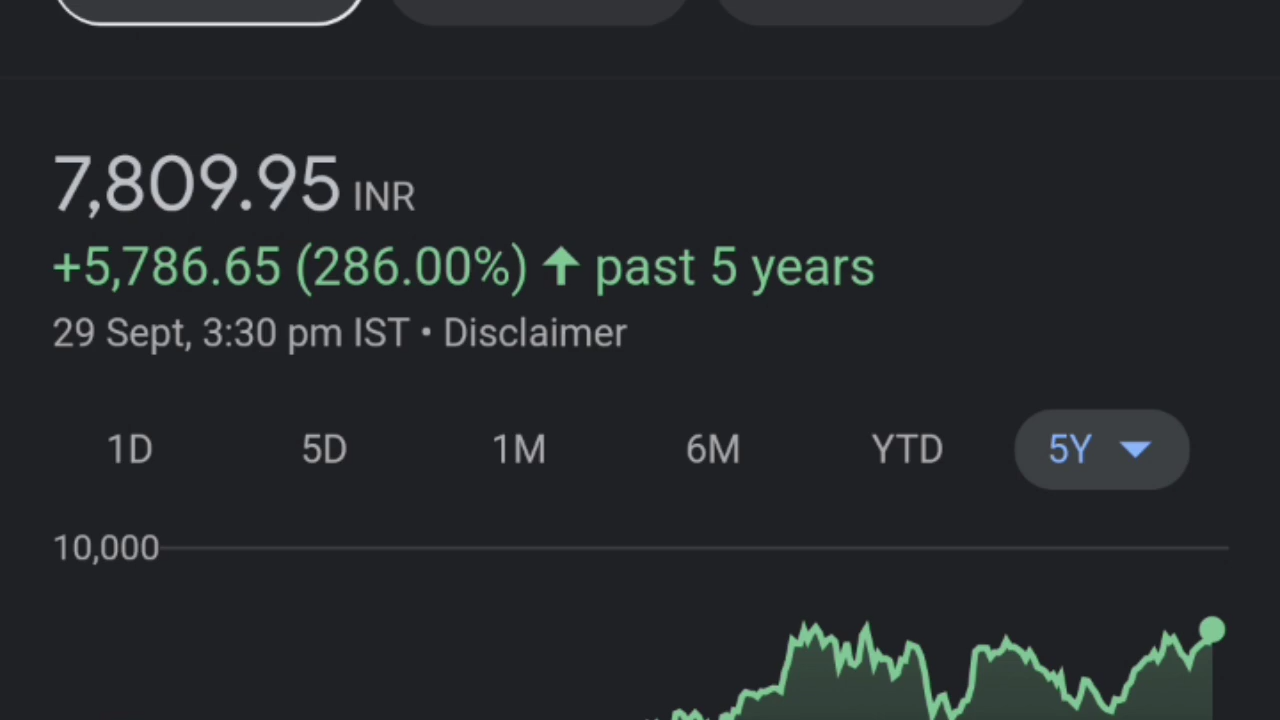 7,809.95 INR
+5,786.65 (286.00%) ↑ past 5 years
29 Sept, 3:30 pm IST • Disclaimer
1D 5D 1M 6M YTD 5Y
10,000